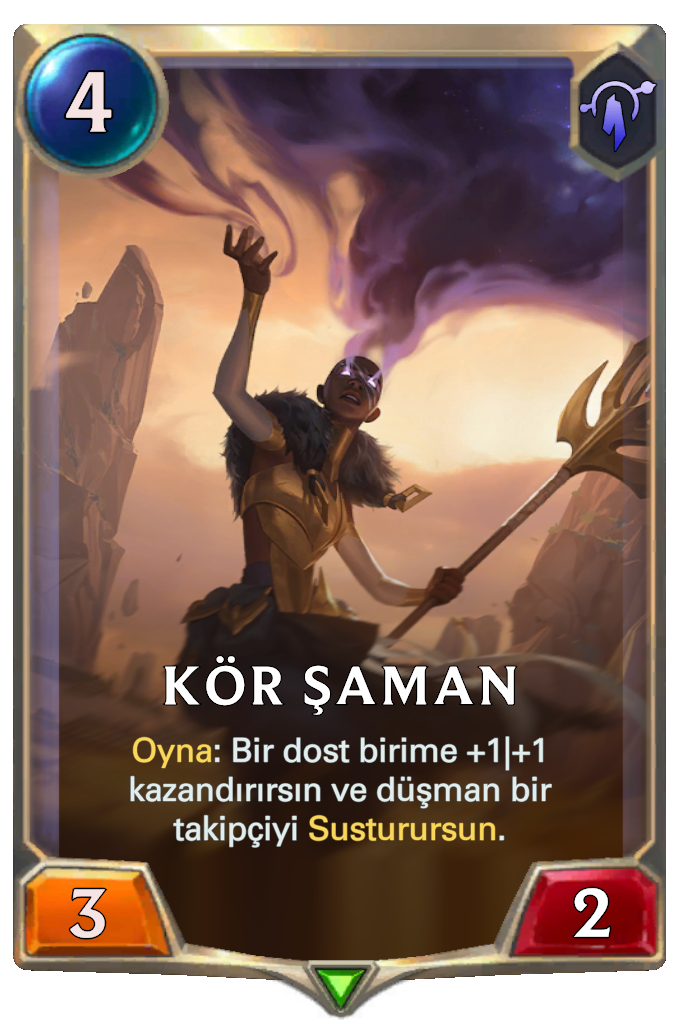 4
KÖR ŞAMAN
Oyna: Bir dost birime +1|+1
kazandırırsın ve düşman bir
takipçiyi Susturursun.
3
2